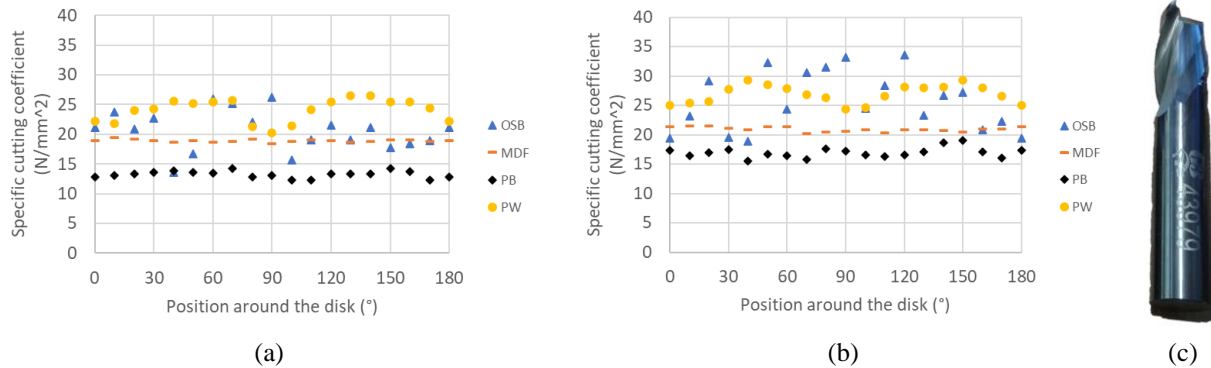 40
35
30
25
20
15
10
5
0
Specific cutting coefficient
(N/mm^2)
0 30 60 90 120 150 180
Position around the disk (°)
OSB
MDF
PB
PW
(a)
40
35
30
25
20
15
10
5
0
Specific cutting coefficient
(N/mm^2)
0 30 60 90 120 150 180
Position around the disk (°)
OSB
MDF
PB
PW
(b)
43979
(c)